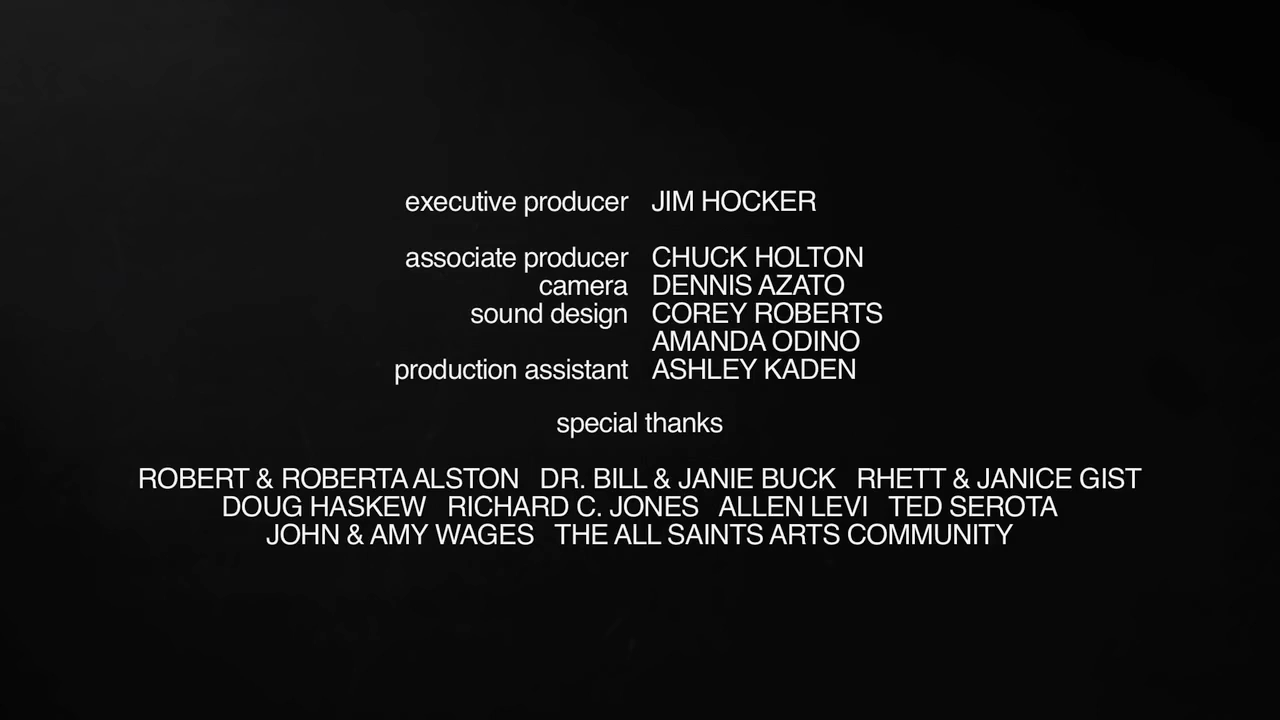 executive producer JIM HOCKER
associate producer CHUCK HOLTON
camera DENNIS AZATO
sound design COREY ROBERTS
AMANDA ODINO
production assistant ASHLEY KADEN
special thanks
ROBERT & ROBERTA ALSTON DR. BILL & JANIE BUCK RHETT & JANICE GIST
DOUG HASKEW RICHARD C. JONES ALLEN LEVI TED SEROTA
JOHN & AMY WAGES THE ALL SAINTS ARTS COMMUNITY